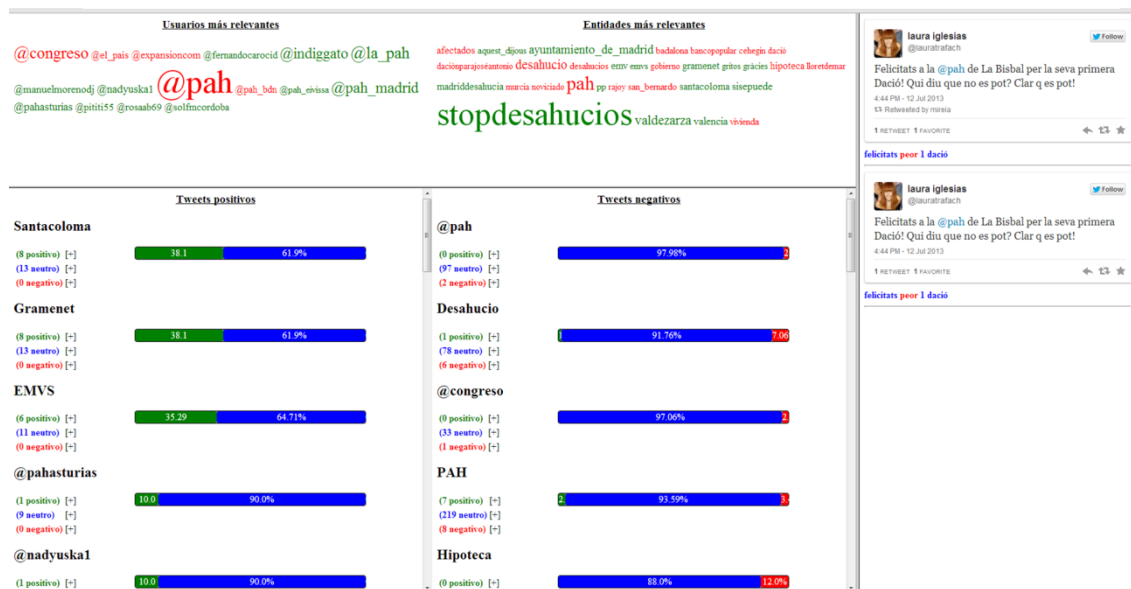 Usuarios más relevantes
@congreso @el_pais @expansioncom @fernandocarocid @indiggato @la_pah
@manuelmorenodj @nadyuska1 @pah @pah_bdn @pah_eivissa @pah_madrid
@pahasturias @pititi55 @rosaab69 @solfmcordoba
Entidades más relevantes
afectados aquest_dijous ayuntamiento_de_madrid badalona bancopopular cehegin dació
daciónparajoseantonio desahucio desahucios emv emvs gobierno gramenet gritos gràcies hipoteca lloretdemar
madriddesahucia murcia noviciado pah pp rajoy san_bernardo santacoloma sisepuede
stopdesahucios valdezarza valencia vivienda
Tweets positivos
Santacoloma
(8 positivo) [+]
38.1 61.9%
(13 neutro) [+]
(0 negativo) [+]
Gramenet
(8 positivo) [+]
38.1 61.9%
(13 neutro) [+]
(0 negativo) [+]
EMVS
(6 positivo) [+]
35.29 64.71%
(11 neutro) [+]
(0 negativo) [+]
@pahasturias
(1 positivo) [+]
10.0 90.0%
(9 neutro) [+]
(0 negativo) [+]
@nadyuska1
(1 positivo) [+]
10.0 90.0%
Tweets negativos
@pah
(0 positivo) [+]
97.98% 2
(97 neutro) [+]
(2 negativo) [+]
Desahucio
(1 positivo) [+]
1 91.76% 7.06
(78 neutro) [+]
(6 negativo) [+]
@congreso
(0 positivo) [+]
97.06% 2
(33 neutro) [+]
(1 negativo) [+]
PAH
(7 positivo) [+]
2. 93.59% 3.
(219 neutro) [+]
(8 negativo) [+]
Hipoteca
(0 positivo) [+]
88.0% 12.0%
laura iglesias
@lauratrafach
Follow
Felicitats a la @pah de La Bisbal per la seva primera
Dació! Qui diu que no es pot? Clar q es pot!
4:44 PM - 12 Jul 2013
Retweeted by mireia
1 RETWEET 1 FAVORITE
felicitats peor 1 dació
laura iglesias
@lauratrafach
Follow
Felicitats a la @pah de La Bisbal per la seva primera
Dació! Qui diu que no es pot? Clar q es pot!
4:44 PM - 12 Jul 2013
1 RETWEET 1 FAVORITE
felicitats peor 1 dació